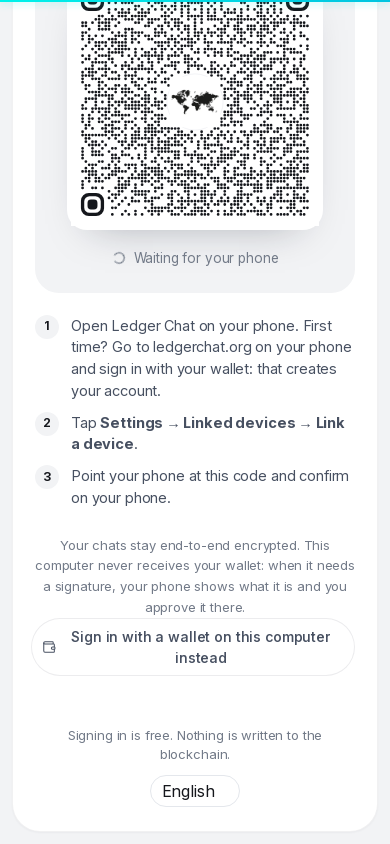 Waiting for your phone
1
Open Ledger Chat on your phone. First
time? Go to ledgerchat.org on your phone
and sign in with your wallet: that creates
your account.
2
Tap Settings → Linked devices → Link
a device.
3
Point your phone at this code and confirm
on your phone.
Your chats stay end-to-end encrypted. This
computer never receives your wallet: when it needs
a signature, your phone shows what it is and you
approve it there.
Sign in with a wallet on this computer
instead
Signing in is free. Nothing is written to the
blockchain.
English